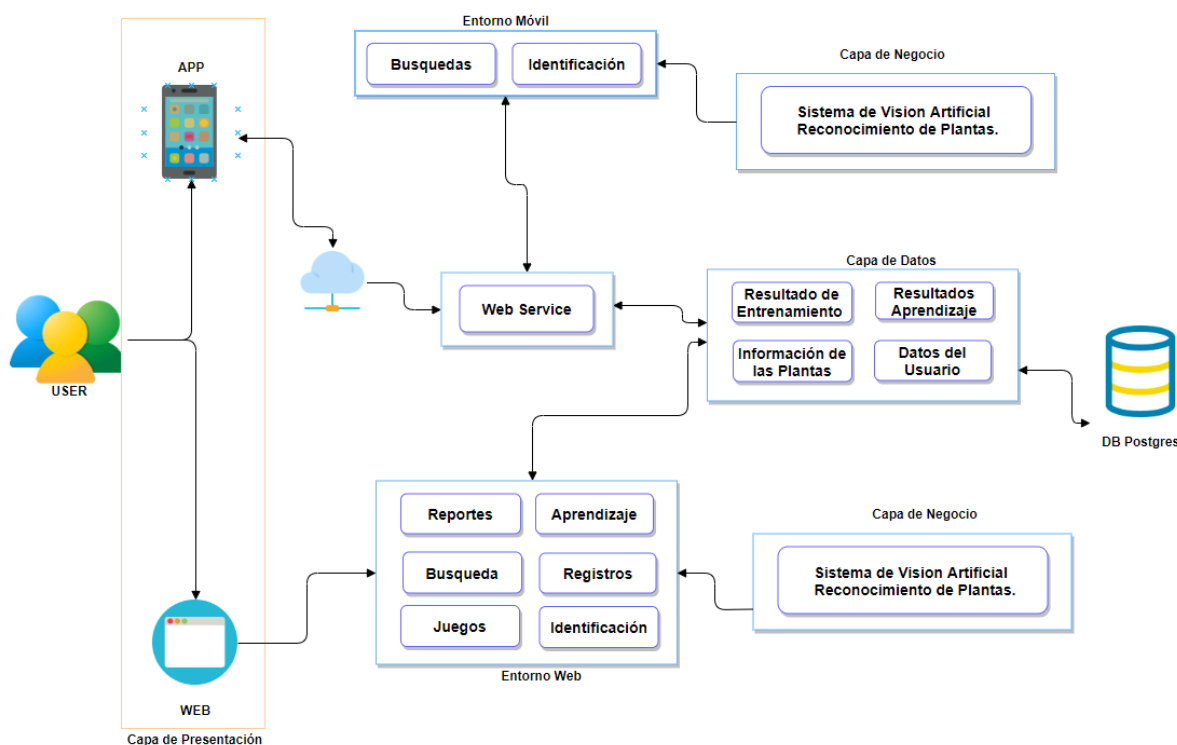 Entorno Móvil
Busquedas
Identificación
Capa de Negocio
Sistema de Vision Artificial
Reconocimiento de Plantas.
APP
USER
Web Service
Capa de Datos
Resultado de
Entrenamiento
Resultados
Aprendizaje
Información de
las Plantas
Datos del
Usuario
DB Postgres
Reportes
Aprendizaje
Busqueda
Registros
Juegos
Identificación
Entorno Web
Capa de Negocio
Sistema de Vision Artificial
Reconocimiento de Plantas.
WEB
Capa de Presentación